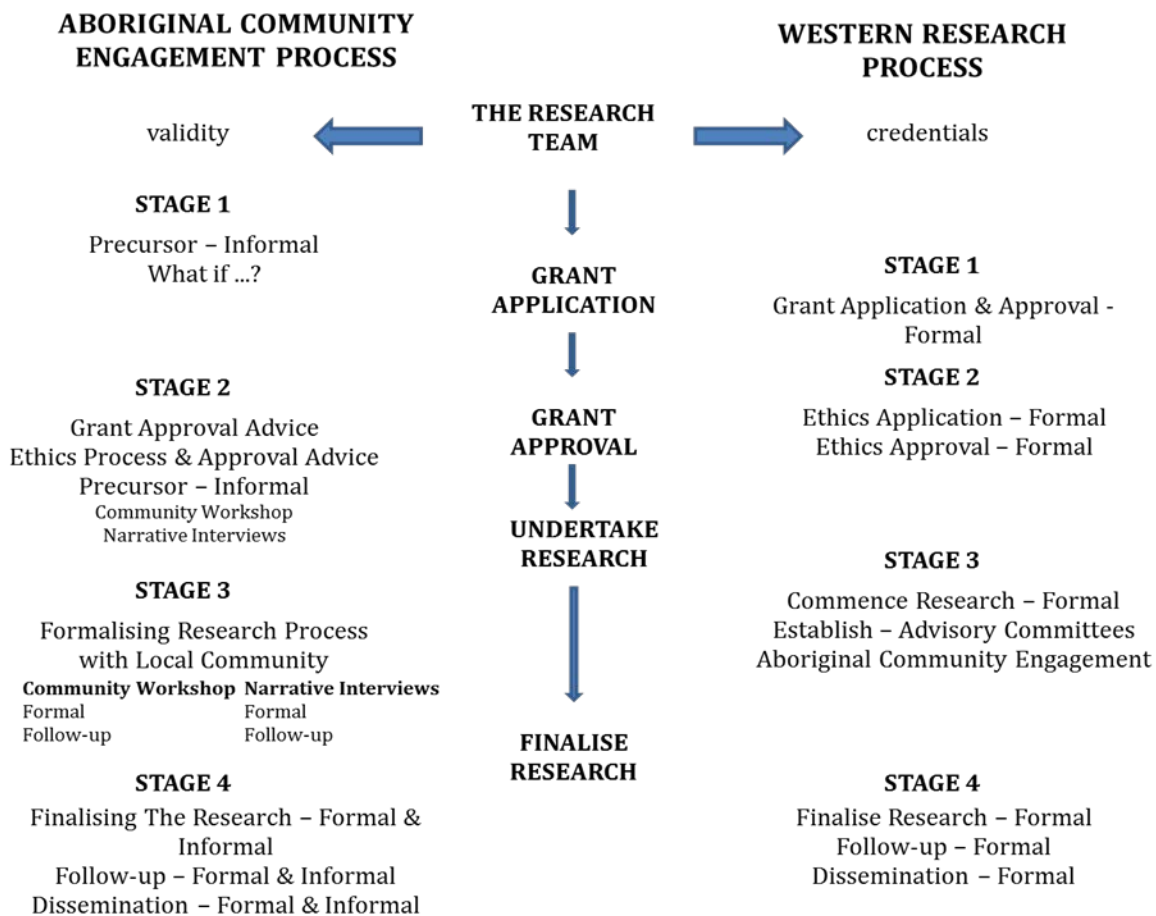 ABORIGINAL COMMUNITY
ENGAGEMENT PROCESS
validity
STAGE 1
Precursor – Informal
What if ...?
STAGE 2
Grant Approval Advice
Ethics Process & Approval Advice
Precursor – Informal
Community Workshop
Narrative Interviews
STAGE 3
Formalising Research Process
with Local Community
Community Workshop Narrative Interviews
Formal Formal
Follow-up Follow-up
STAGE 4
Finalising The Research – Formal &
Informal
Follow-up – Formal & Informal
Dissemination – Formal & Informal
THE RESEARCH
TEAM
GRANT
APPLICATION
GRANT
APPROVAL
UNDERTAKE
RESEARCH
FINALISE
RESEARCH
WESTERN RESEARCH
PROCESS
credentials
STAGE 1
Grant Application & Approval -
Formal
STAGE 2
Ethics Application – Formal
Ethics Approval – Formal
STAGE 3
Commence Research – Formal
Establish – Advisory Committees
Aboriginal Community Engagement
STAGE 4
Finalise Research – Formal
Follow-up – Formal
Dissemination – Formal